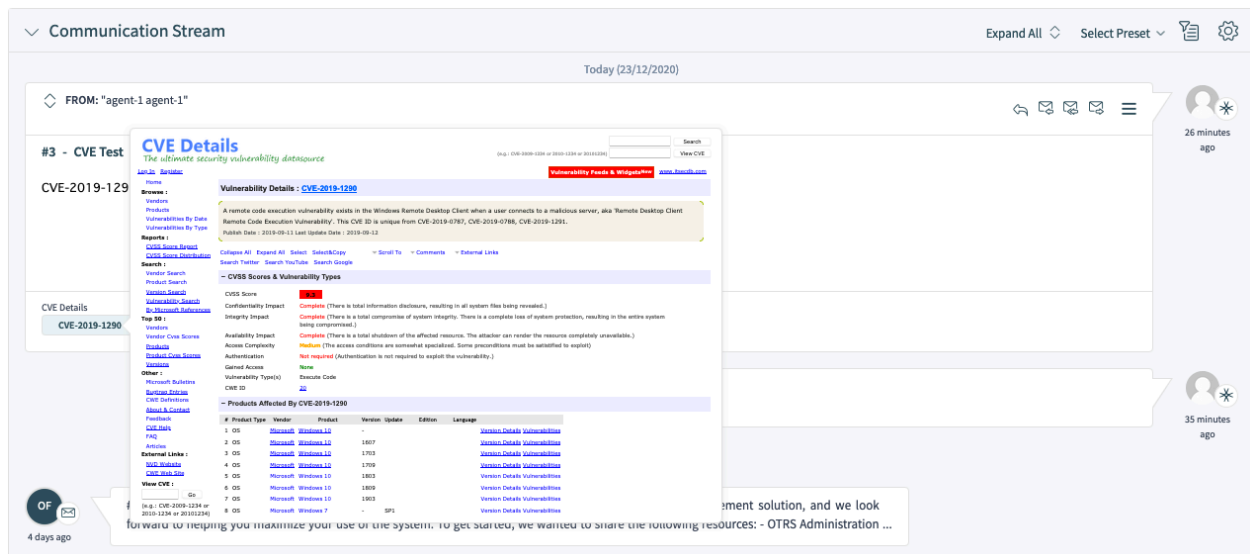 Communication Stream
Expand All Select Preset
Today (23/12/2020)
FROM: "agent-1 agent-1"
26 minutes
ago
#3 - CVE Test
CVE-2019-129
CVE Details
CVE-2019-1290
CVE Details
The ultimate security vulnerability datasource
Search
(e.g.: CVE-2009-1234 or 2010-1234 or 20101234)
View CVE
Log In Register
Vulnerability Feeds & WidgetsNew www.itsecdb.com
Home
Browse :
Vendors
Products
Vulnerabilities By Date
Vulnerabilities By Type
Reports :
CVSS Score Report
CVSS Score Distribution
Search :
Vendor Search
Product Search
Version Search
Vulnerability Search
By Microsoft References
Top 50 :
Vendors
Vendor Cvss Scores
Products
Product Cvss Scores
Versions
Other :
Microsoft Bulletins
Bugtraq Entries
CWE Definitions
About & Contact
Feedback
CVE Help
FAQ
Articles
External Links :
NVD Website
CWE Web Site
View CVE :
Go
(e.g.: CVE-2009-1234 or
2010-1234 or 20101234)
Vulnerability Details : CVE-2019-1290
A remote code execution vulnerability exists in the Windows Remote Desktop Client when a user connects to a malicious server, aka 'Remote Desktop Client
Remote Code Execution Vulnerability'. This CVE ID is unique from CVE-2019-0787, CVE-2019-0788, CVE-2019-1291.
Publish Date : 2019-09-11 Last Update Date : 2019-09-12
Collapse All Expand All Select Select&Copy Scroll To Comments External Links
Search Twitter Search YouTube Search Google
– CVSS Scores & Vulnerability Types
CVSS Score 9.3
Confidentiality Impact Complete (There is total information disclosure, resulting in all system files being revealed.)
Integrity Impact Complete (There is a total compromise of system integrity. There is a complete loss of system protection, resulting in the entire system
being compromised.)
Availability Impact Complete (There is a total shutdown of the affected resource. The attacker can render the resource completely unavailable.)
Access Complexity Medium (The access conditions are somewhat specialized. Some preconditions must be satistified to exploit)
Authentication Not required (Authentication is not required to exploit the vulnerability.)
Gained Access None
Vulnerability Type(s) Execute Code
CWE ID 20
– Products Affected By CVE-2019-1290
# Product Type Vendor Product Version Update Edition Language
1 OS Microsoft Windows 10 - Version Details Vulnerabilities
2 OS Microsoft Windows 10 1607 Version Details Vulnerabilities
3 OS Microsoft Windows 10 1703 Version Details Vulnerabilities
4 OS Microsoft Windows 10 1709 Version Details Vulnerabilities
5 OS Microsoft Windows 10 1803 Version Details Vulnerabilities
6 OS Microsoft Windows 10 1809 Version Details Vulnerabilities
7 OS Microsoft Windows 10 1903 Version Details Vulnerabilities
8 OS Microsoft Windows 7 - SP1 Version Details Vulnerabilities
35 minutes
ago
OF
4 days ago
ement solution, and we look
forward to helping you maximize your use of the system. To get started, we wanted to share the following resources: - OTRS Administration ...